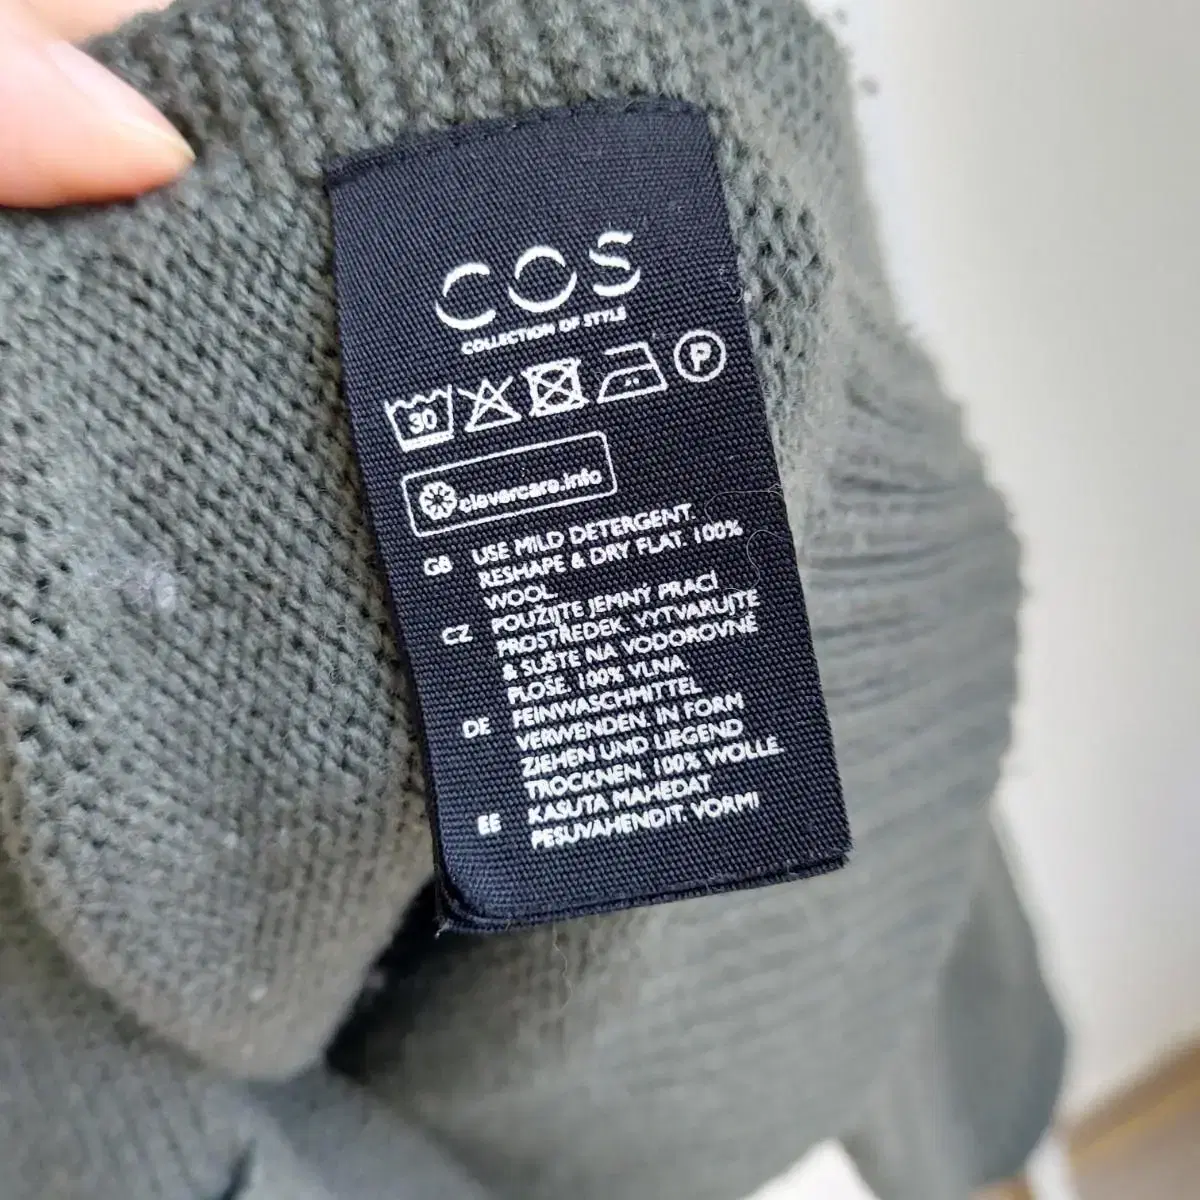 COS
COLLECTION OF STYLE
30 P
clevercare.info
GB USE MILD DETERGENT.
RESHAPE & DRY FLAT. 100%
WOOL
CZ POUŽIJTE JEMNÝ PRACÍ
PROSTŘEDEK. VYTVARUJTE
& SUŠTE NA VODOROVNÉ
PLOŠE. 100% VLNA.
DE FEINWASCHMITTEL
VERWENDEN. IN FORM
ZIEHEN UND LIEGEND
TROCKNEN. 100% WOLLE.
EE KASUTA MAHEDAT
PESUVAHENDIT. VORMI